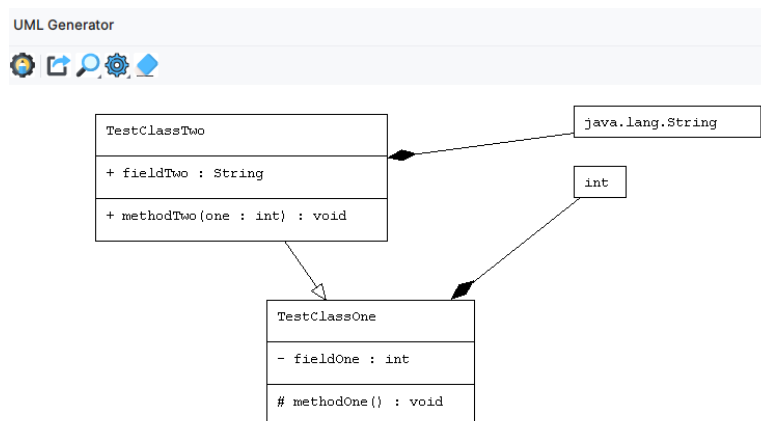 UML Generator
TestClassTwo
+ fieldTwo : String
+ methodTwo(one : int) : void
java.lang.String
int
TestClassOne
- fieldOne : int
# methodOne() : void